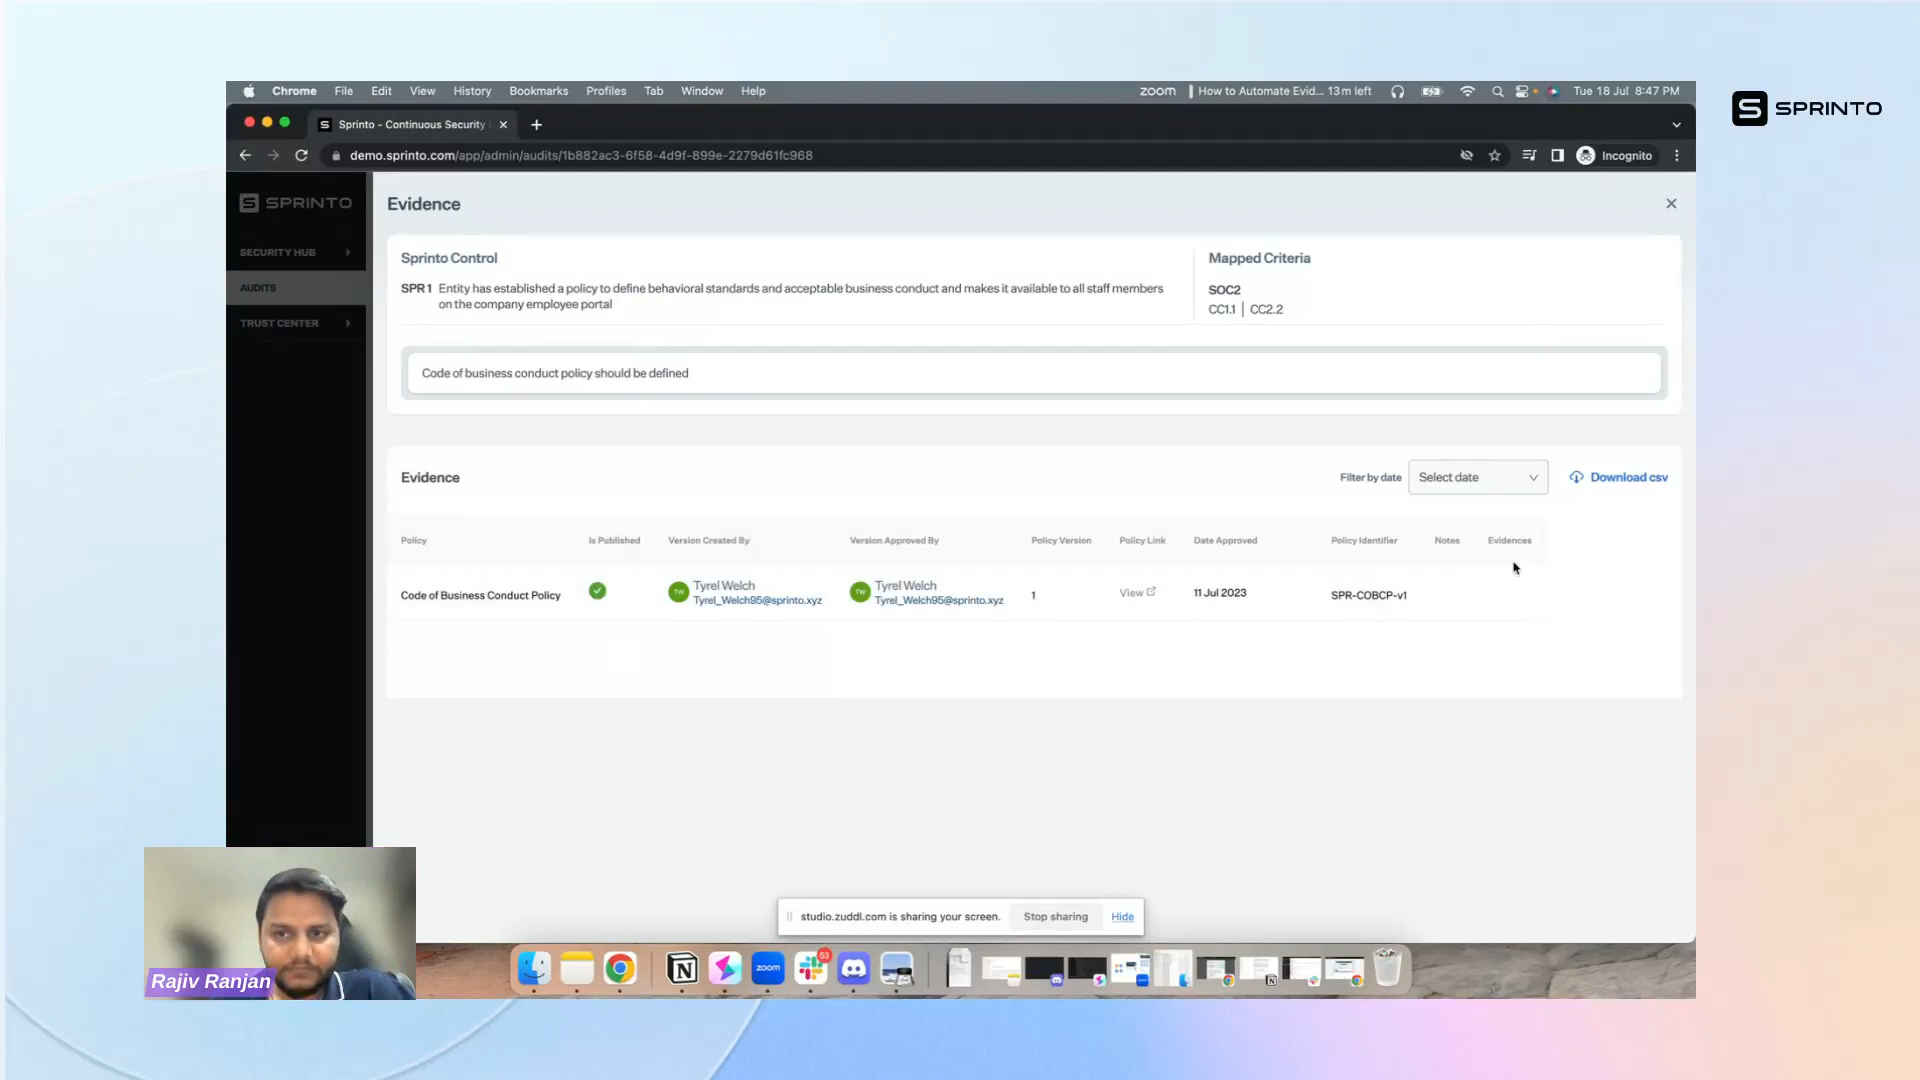 Chrome File Edit View History Bookmarks Profiles Tab Window Help
zoom How to Automate Evid... 13 m left Tue 18 Jul 8:47 PM
S SPRINTO
Sprinto - Continuous Security
demo.sprinto.com/app/admin/audits/1b882ac3-6f58-4d9f-899e-2279d61fc968
Incognito
S SPRINTO
SECURITY HUB
AUDITS
TRUST CENTER
Evidence
Sprinto Control
SPR 1 Entity has established a policy to define behavioral standards and acceptable business conduct and makes it available to all staff members
on the company employee portal
Mapped Criteria
SOC2
CC1.1 | CC2.2
Code of business conduct policy should be defined
Evidence
Filter by date Select date Download csv
Policy Is Published Version Created By Version Approved By Policy Version Policy Link Date Approved Policy Identifier Notes Evidences
Code of Business Conduct Policy TW Tyrel Welch TW Tyrel Welch 1 View 11 Jul 2023 SPR-COBCP-v1
Tyrel_Welch95@sprinto.xyz Tyrel_Welch95@sprinto.xyz
studio.zuddl.com is sharing your screen. Stop sharing Hide
zoom
53
Rajiv Ranjan